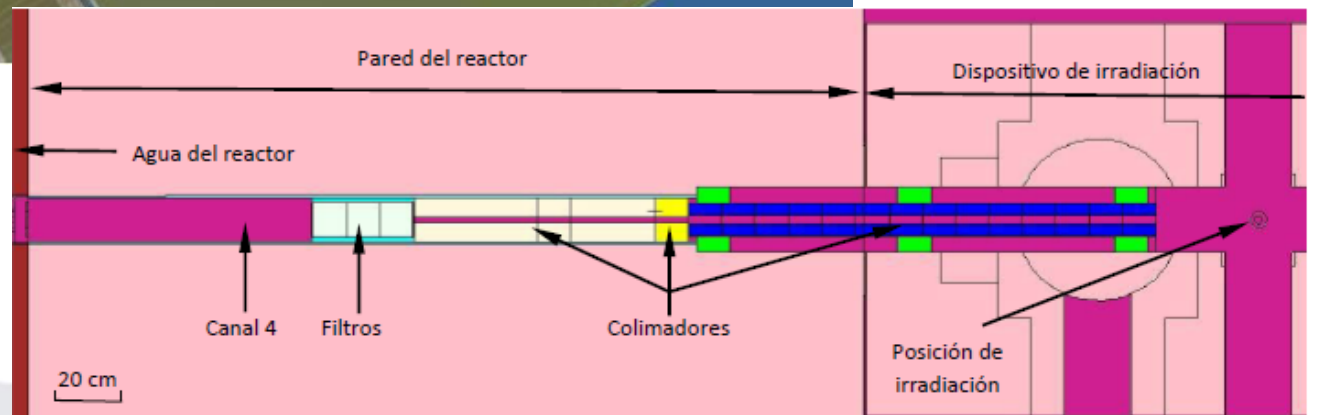 Pared del reactor
Dispositivo de irradiación
Agua del reactor
Canal 4
Filtros
Colimadores
Posición de
irradiación
20 cm